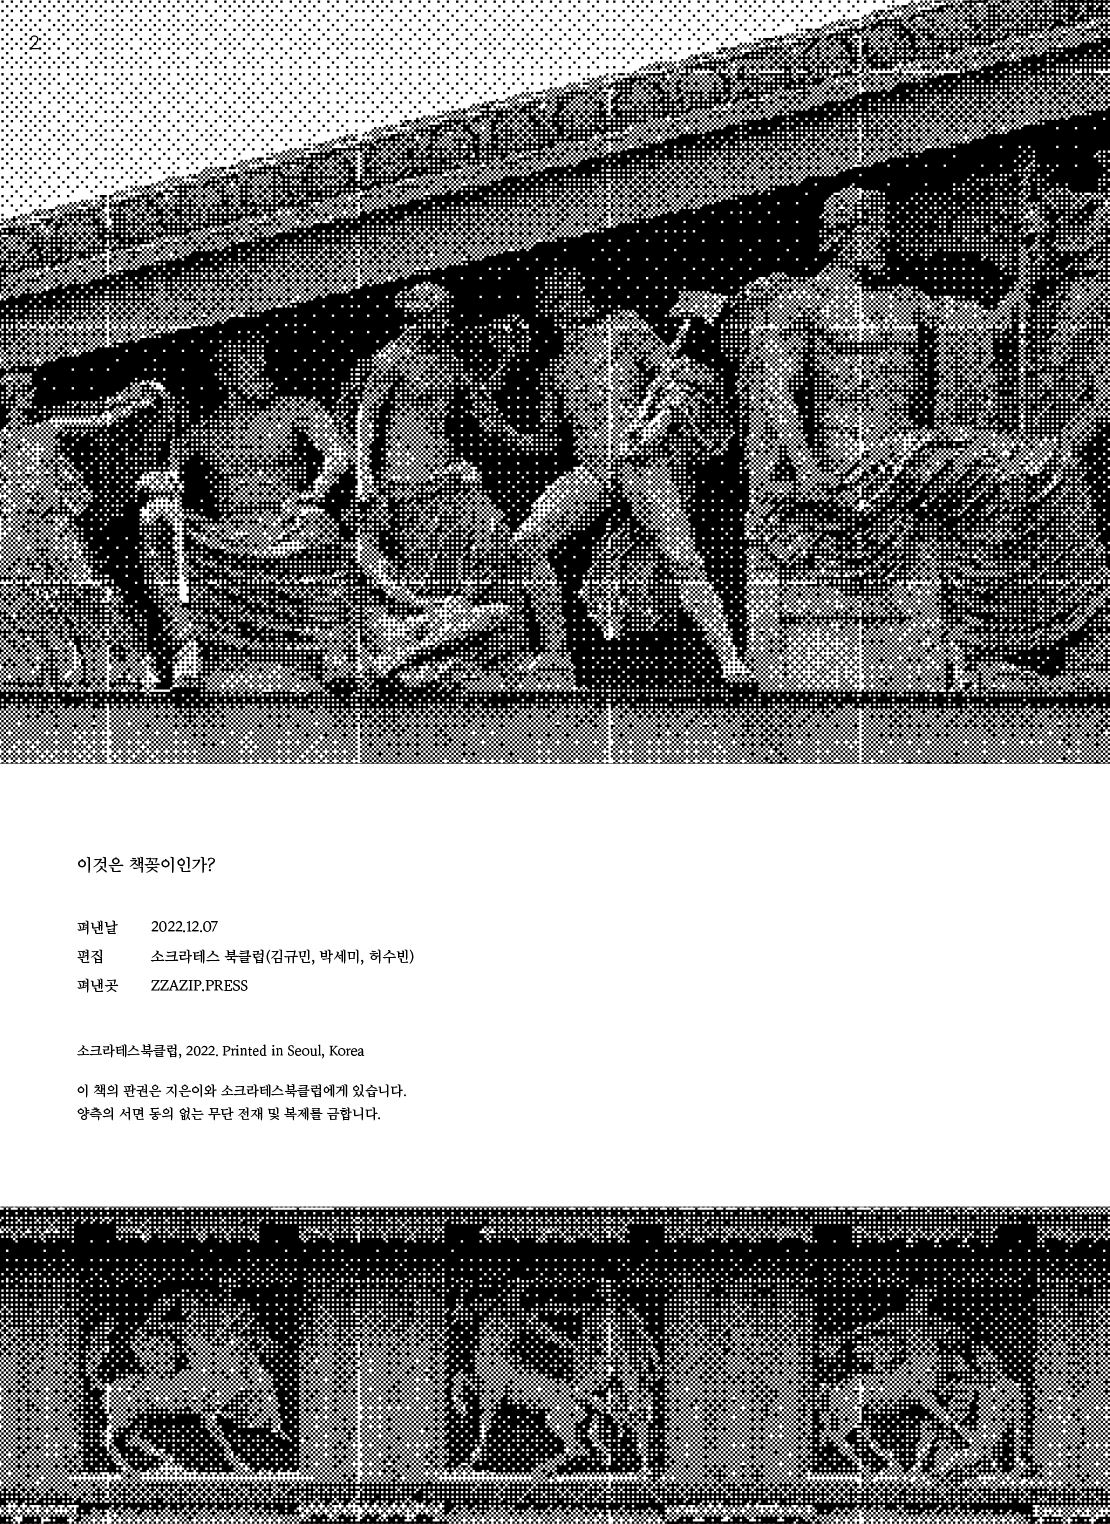 2
이것은 책꽂이인가?
펴낸날 2022.12.07
편집 소크라테스 북클럽(김규민, 박세미, 허수빈)
펴낸곳 ZZAZIP.PRESS
소크라테스북클럽, 2022. Printed in Seoul, Korea
이 책의 판권은 지은이와 소크라테스북클럽에게 있습니다.
양측의 서면 동의 없는 무단 전재 및 복제를 금합니다.